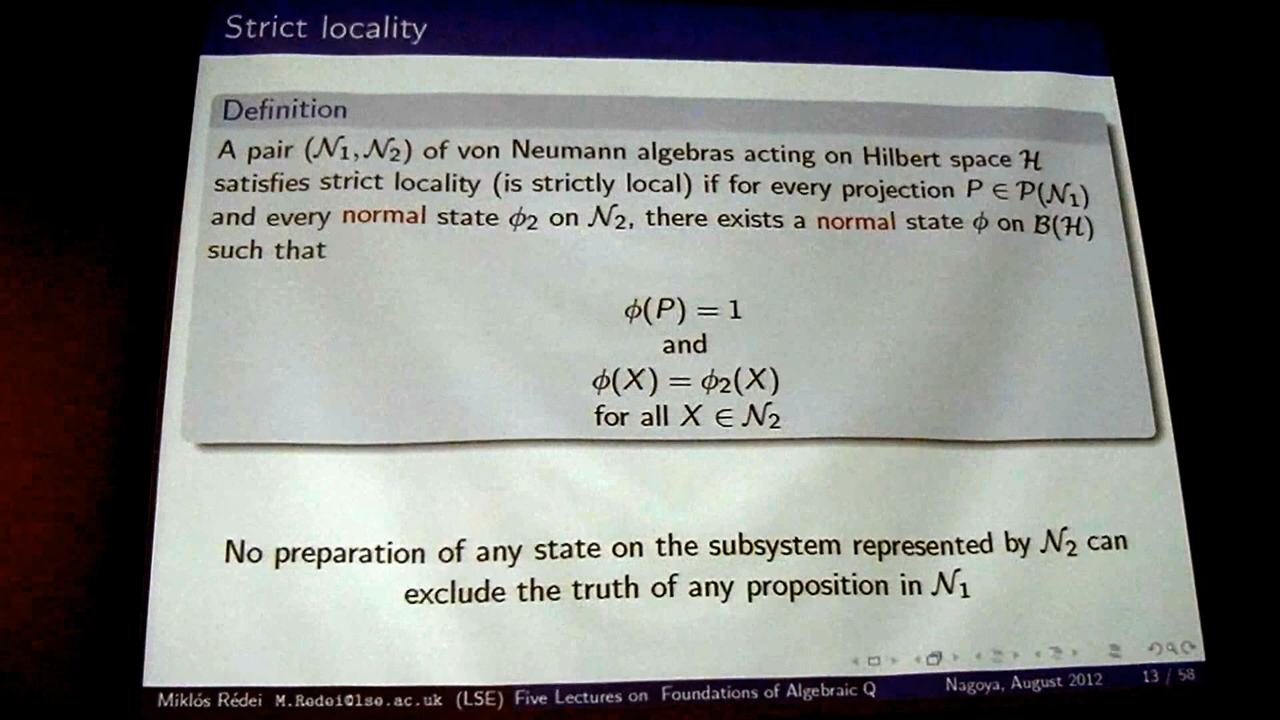 Strict locality
Definition
A pair (𝒩1, 𝒩2) of von Neumann algebras acting on Hilbert space ℋ
satisfies strict locality (is strictly local) if for every projection P ∈ 𝒫(𝒩1)
and every normal state ϕ2 on 𝒩2, there exists a normal state ϕ on ℬ(ℋ)
such that
ϕ(P) = 1
and
ϕ(X) = ϕ2(X)
for all X ∈ 𝒩2
No preparation of any state on the subsystem represented by 𝒩2 can
exclude the truth of any proposition in 𝒩1
Miklós Rédei M.Redei@lse.ac.uk (LSE) Five Lectures on Foundations of Algebraic Q Nagoya, August 2012 13 / 58